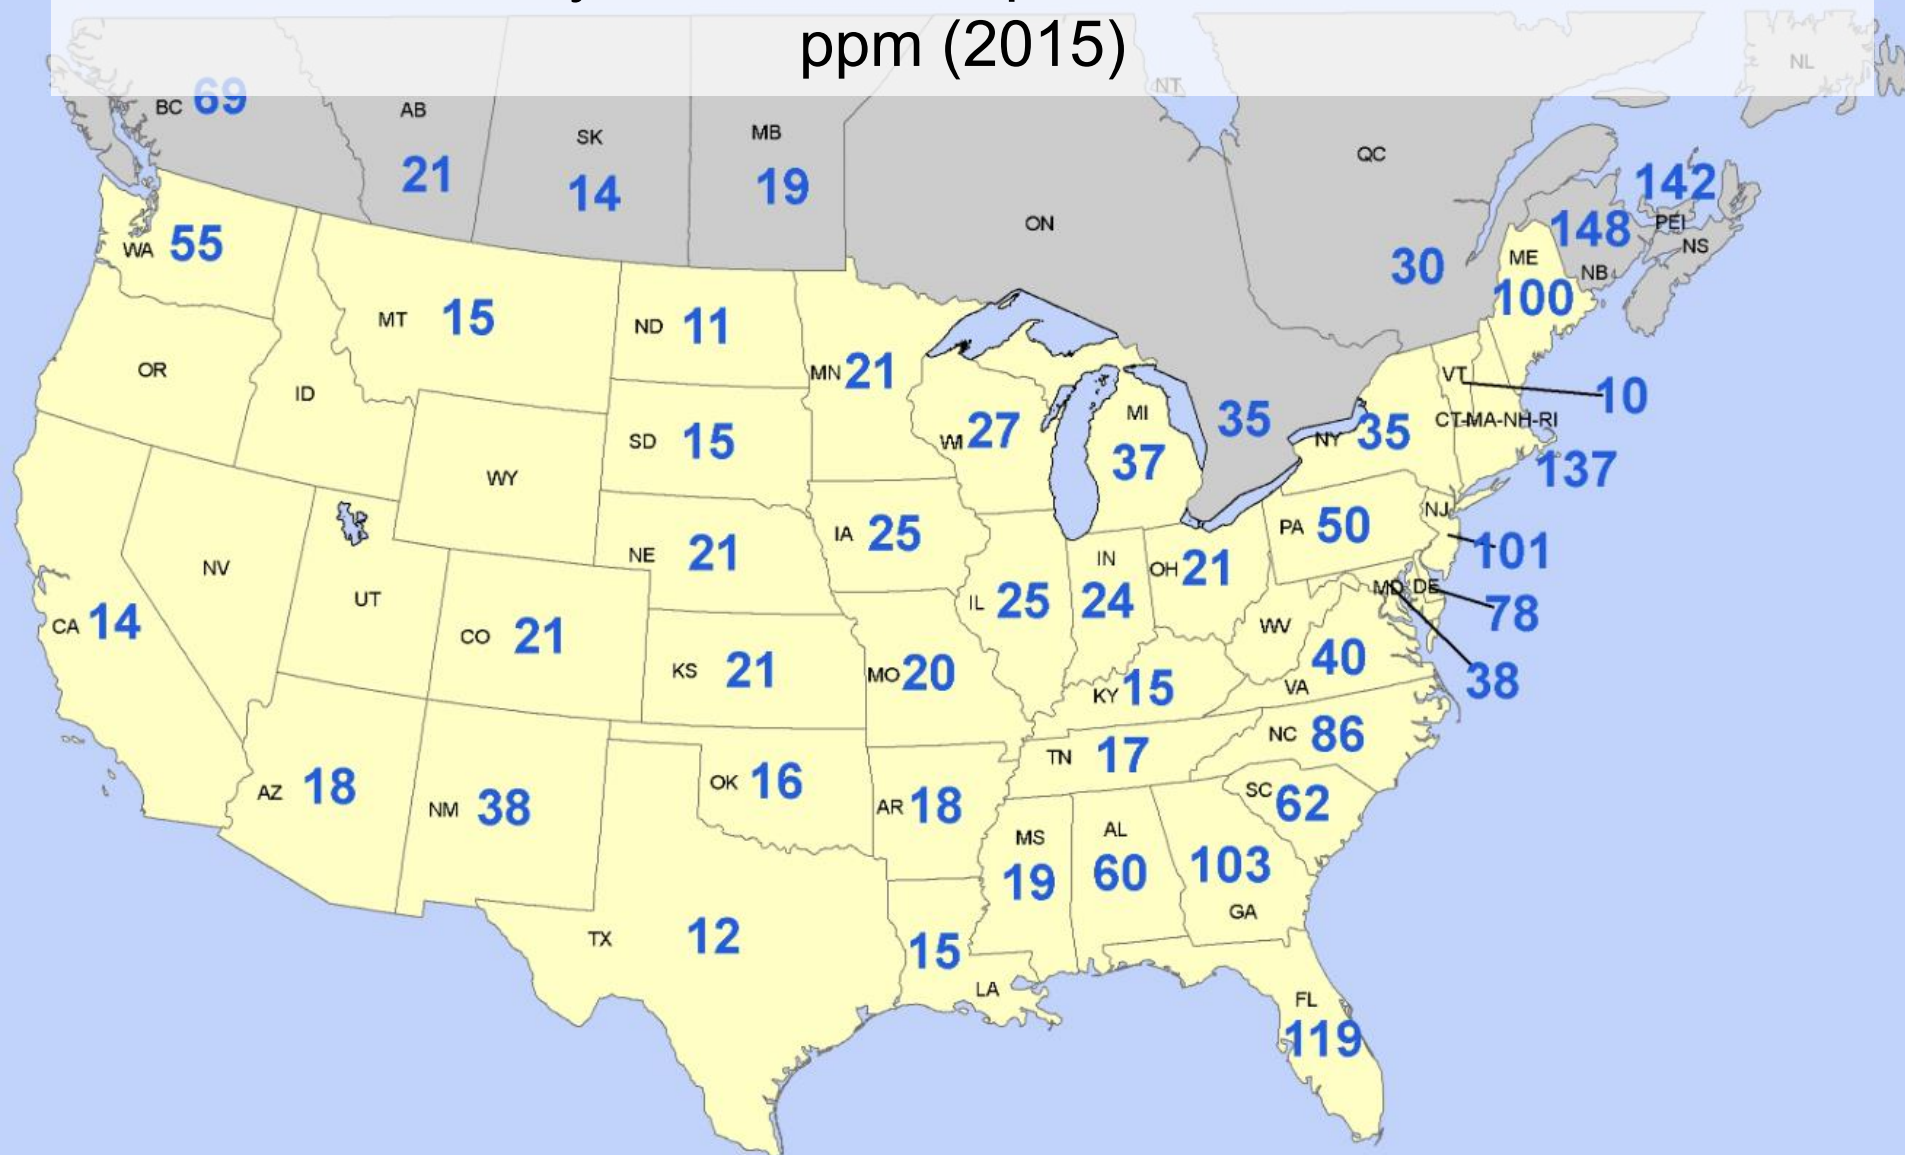 ppm (2015)
NL
NT
BC 69
AB
21
SK
14
MB
19
ON
QC
30
142
148
PEI
NS
NB
ME
100
WA 55
MT 15
ND 11
MN 21
OR
ID
WY
SD 15
WI 27
MI
37
35
NY 35
VT
10
CT-MA-NH-RI
137
NE 21
IA 25
IL 25
IN
24
OH 21
PA 50
NJ
101
MD DE
78
38
NV
UT
CA 14
CO 21
KS 21
MO 20
KY 15
WV
40
VA
NC 86
TN 17
SC
62
AZ 18
NM 38
OK 16
AR 18
MS
19
AL
60
103
GA
TX 12
15
LA
FL
119